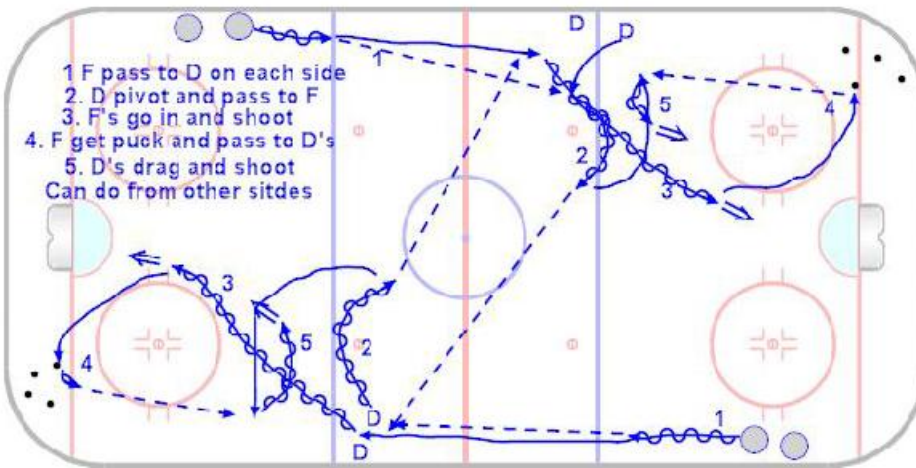 D
D
1
1 F pass to D on each side
2. D pivot and pass to F
3. F's go in and shoot
4. F get puck and pass to D's
5. D's drag and shoot
Can do from other sitdes
5
4
2
3
3
5
2
4
D
D
1